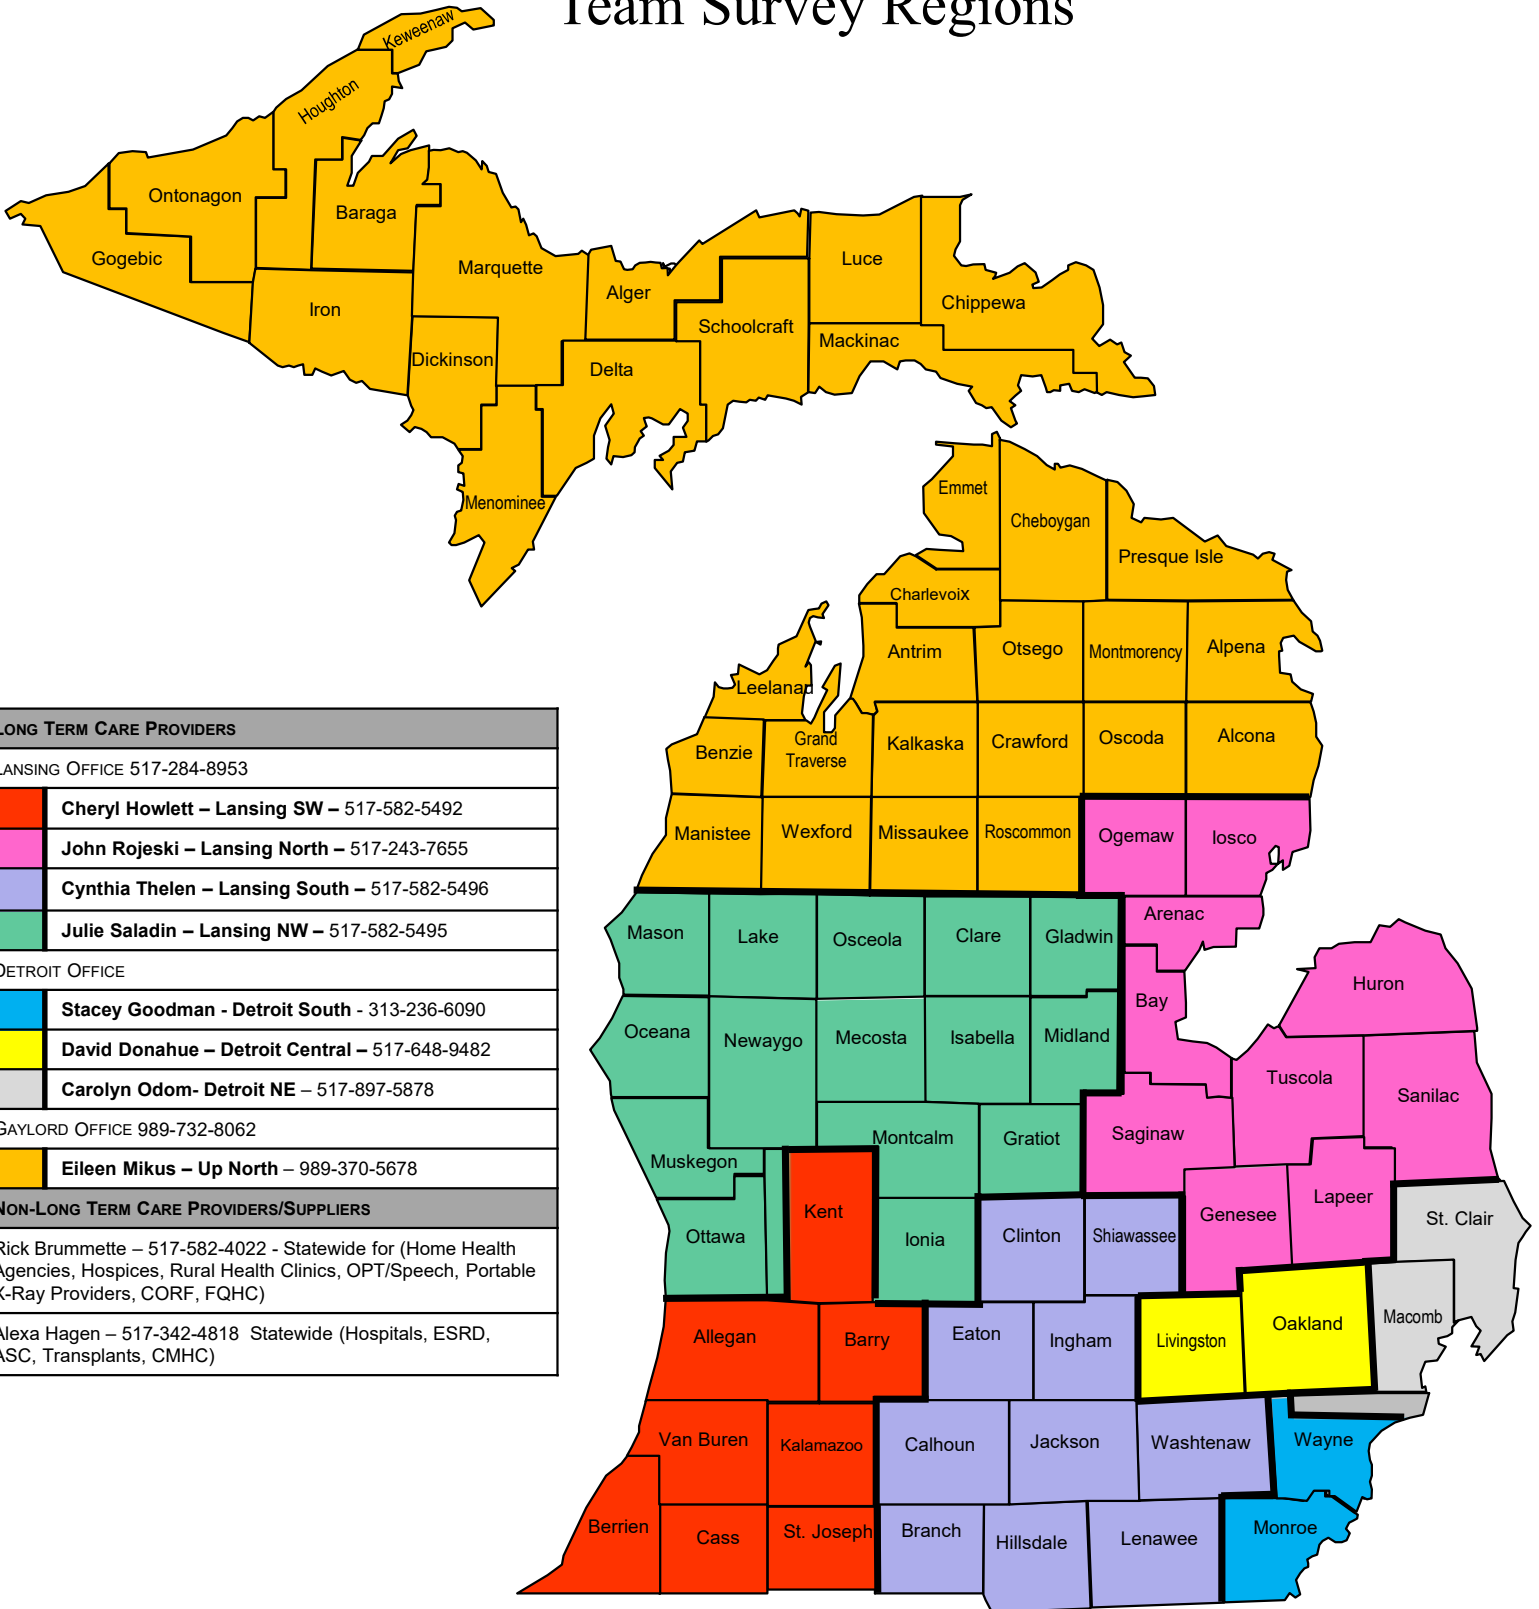 Team Survey Regions
Keweenaw
Houghton
Ontonagon
Baraga
Gogebic
Marquette
Luce
Alger
Chippewa
Iron
Schoolcraft
Mackinac
Dickinson
Delta
Menominee
Emmet
Cheboygan
Presque Isle
Charlevoix
Antrim
Otsego
Montmorency
Alpena
Leelanau
Benzie
Grand
Traverse
Kalkaska
Crawford
Oscoda
Alcona
Manistee
Wexford
Missaukee
Roscommon
Ogemaw
Iosco
Arenac
Mason
Lake
Osceola
Clare
Gladwin
Huron
Bay
Oceana
Newaygo
Mecosta
Isabella
Midland
Tuscola
Sanilac
Montcalm
Gratiot
Saginaw
Muskegon
Kent
Lapeer
Genesee
St. Clair
Ottawa
Ionia
Clinton
Shiawassee
Allegan
Barry
Eaton
Ingham
Livingston
Oakland
Macomb
Van Buren
Kalamazoo
Calhoun
Jackson
Washtenaw
Wayne
Berrien
Cass
St. Joseph
Branch
Hillsdale
Lenawee
Monroe
LONG TERM CARE PROVIDERS
LANSING OFFICE 517-284-8953
Cheryl Howlett – Lansing SW – 517-582-5492
John Rojeski – Lansing North – 517-243-7655
Cynthia Thelen – Lansing South – 517-582-5496
Julie Saladin – Lansing NW – 517-582-5495
DETROIT OFFICE
Stacey Goodman - Detroit South - 313-236-6090
David Donahue – Detroit Central – 517-648-9482
Carolyn Odom- Detroit NE – 517-897-5878
GAYLORD OFFICE 989-732-8062
Eileen Mikus – Up North – 989-370-5678
NON-LONG TERM CARE PROVIDERS/SUPPLIERS
Rick Brummette – 517-582-4022 - Statewide for (Home Health
Agencies, Hospices, Rural Health Clinics, OPT/Speech, Portable
X-Ray Providers, CORF, FQHC)
Alexa Hagen – 517-342-4818  Statewide (Hospitals, ESRD,
ASC, Transplants, CMHC)